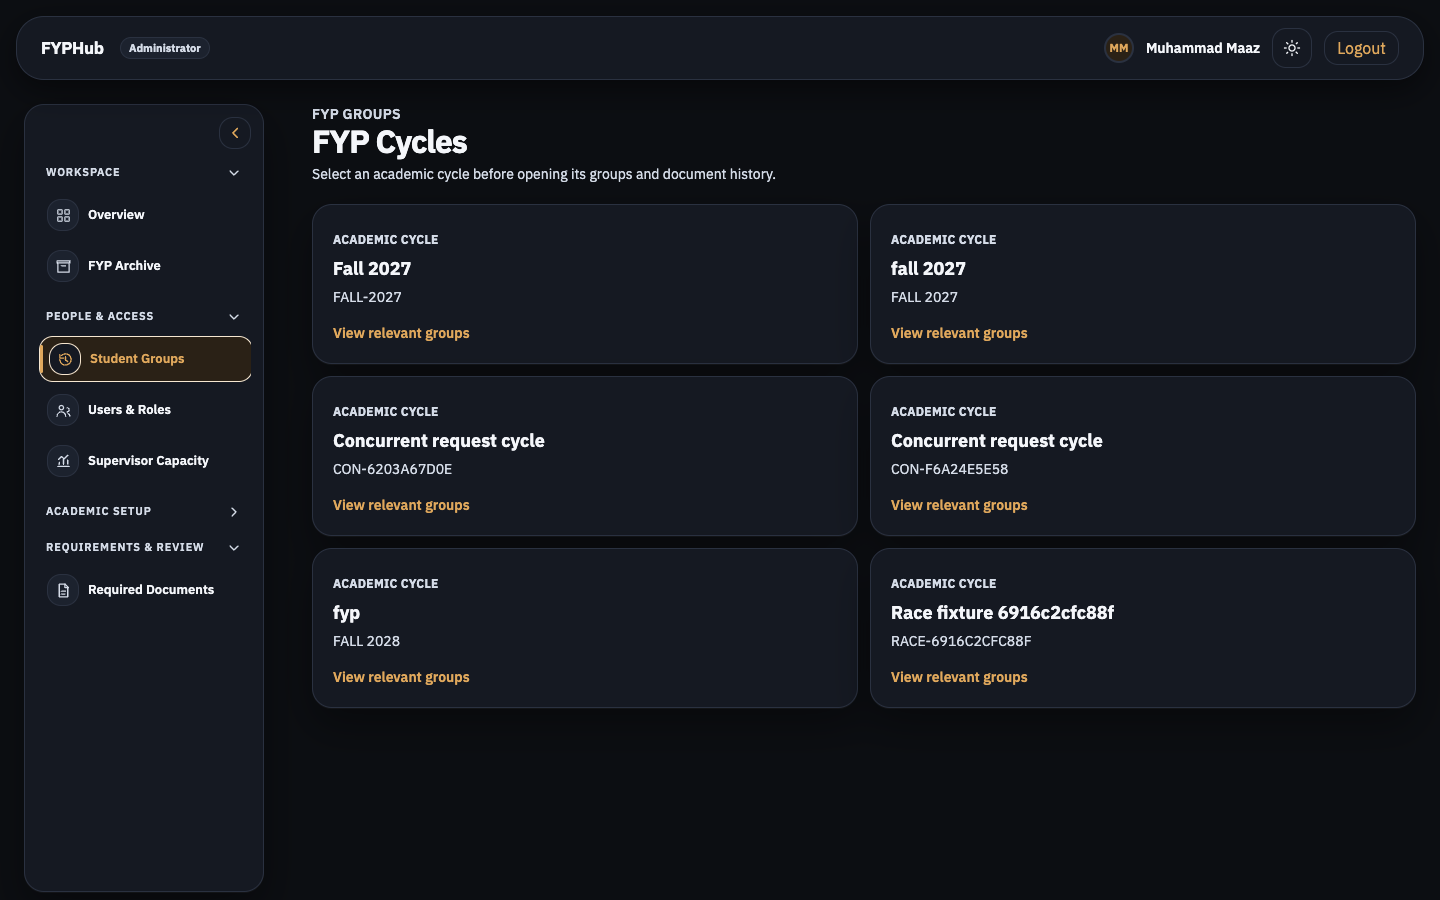 FYPHub
Administrator
MM
Muhammad Maaz
Logout
WORKSPACE
Overview
FYP Archive
PEOPLE & ACCESS
Student Groups
Users & Roles
Supervisor Capacity
ACADEMIC SETUP
REQUIREMENTS & REVIEW
Required Documents
FYP GROUPS
FYP Cycles
Select an academic cycle before opening its groups and document history.
ACADEMIC CYCLE
Fall 2027
FALL-2027
View relevant groups
ACADEMIC CYCLE
fall 2027
FALL 2027
View relevant groups
ACADEMIC CYCLE
Concurrent request cycle
CON-6203A67D0E
View relevant groups
ACADEMIC CYCLE
Concurrent request cycle
CON-F6A24E5E58
View relevant groups
ACADEMIC CYCLE
fyp
FALL 2028
View relevant groups
ACADEMIC CYCLE
Race fixture 6916c2cfc88f
RACE-6916C2CFC88F
View relevant groups